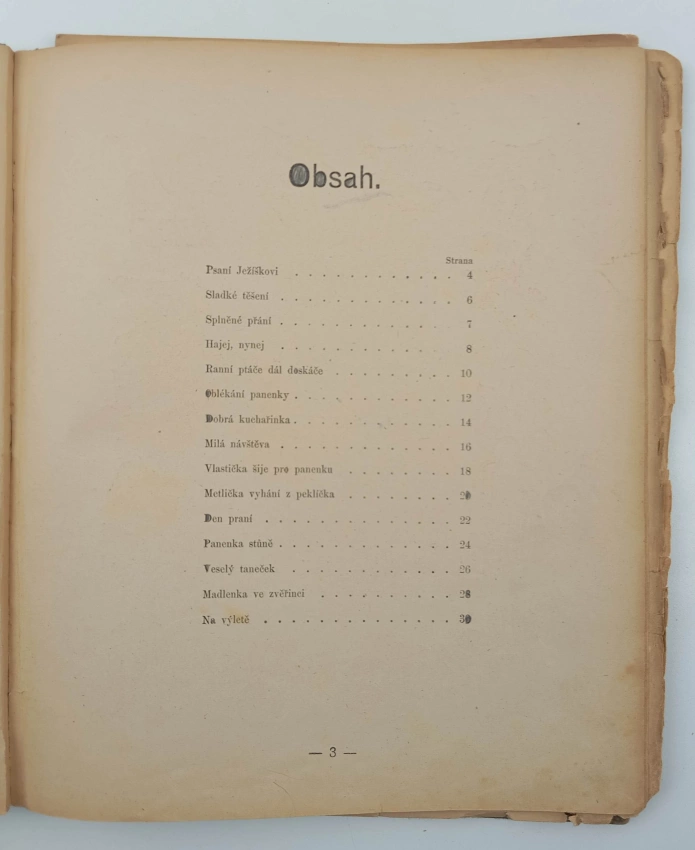 Obsah.
Strana
Psaní Ježíškovi . . . . . . . . . . . . 4
Sladké těšení . . . . . . . . . . . . . 6
Splněné přání . . . . . . . . . . . . . 7
Hajej, nynej . . . . . . . . . . . . . 8
Ranní ptáče dál doskáče . . . . . . . . . 10
Oblékání panenky . . . . . . . . . . . . 12
Dobrá kuchařinka . . . . . . . . . . . . 14
Milá návštěva . . . . . . . . . . . . . 16
Vlastička šije pro panenku . . . . . . . . 18
Metlička vyhání z peklíčka . . . . . . . . 20
Den praní . . . . . . . . . . . . . . 22
Panenka stůně . . . . . . . . . . . . . 24
Veselý taneček . . . . . . . . . . . . 26
Madlenka ve zvěřinci . . . . . . . . . . 28
Na výletě . . . . . . . . . . . . . . 30
— 3 —